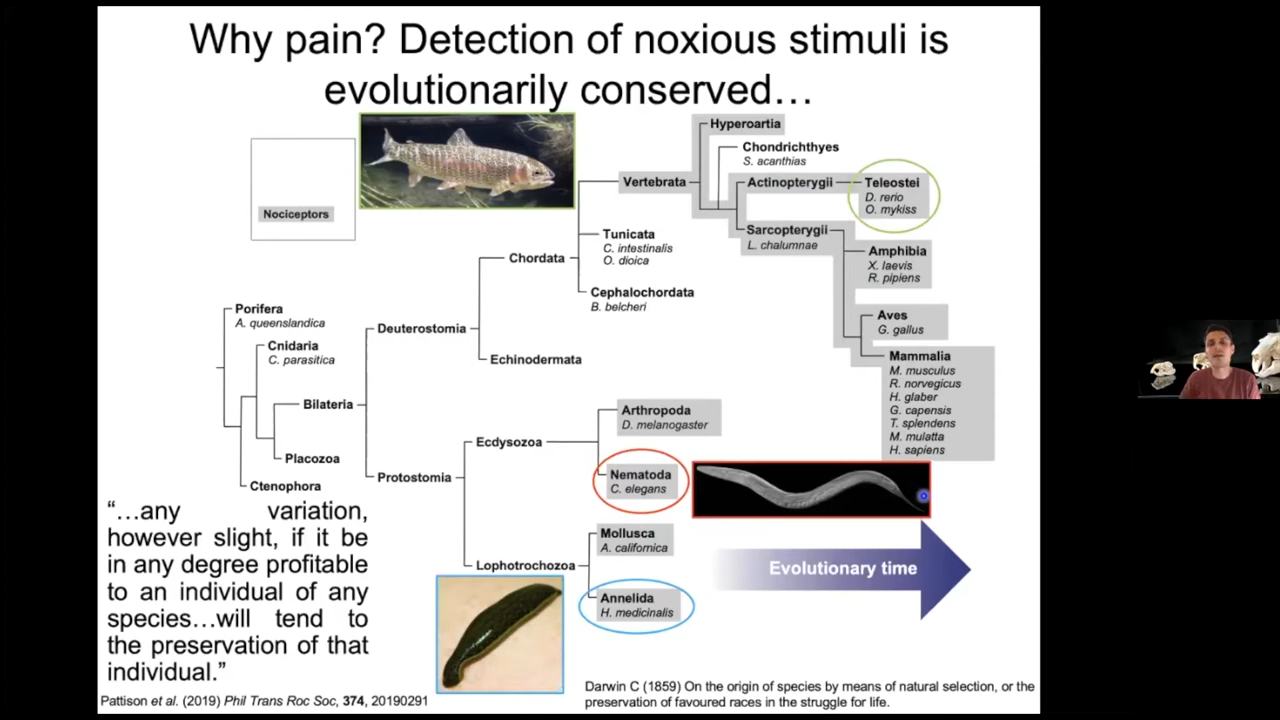 Why pain? Detection of noxious stimuli is
evolutionarily conserved…
Nociceptors
Hyperoartia
Chondrichthyes
S. acanthias
Vertebrata
Actinopterygii
Teleostei
D. rerio
O. mykiss
Sarcopterygii
L. chalumnae
Tunicata
C. intestinalis
O. dioica
Amphibia
X. laevis
R. pipiens
Chordata
Cephalochordata
B. belcheri
Porifera
A. queenslandica
Aves
G. gallus
Deuterostomia
Cnidaria
C. parasitica
Echinodermata
Mammalia
M. musculus
R. norvegicus
H. glaber
G. capensis
T. splendens
M. mulatta
H. sapiens
Bilateria
Arthropoda
D. melanogaster
Ecdysozoa
Placozoa
Protostomia
Nematoda
C. elegans
Ctenophora
“…any variation,
however slight, if it be
in any degree profitable
to an individual of any
species…will tend to
the preservation of that
individual.”
Mollusca
A. californica
Lophotrochozoa
Evolutionary time
Annelida
H. medicinalis
Pattison et al. (2019) Phil Trans Roc Soc, 374, 20190291
Darwin C (1859) On the origin of species by means of natural selection, or the
preservation of favoured races in the struggle for life.